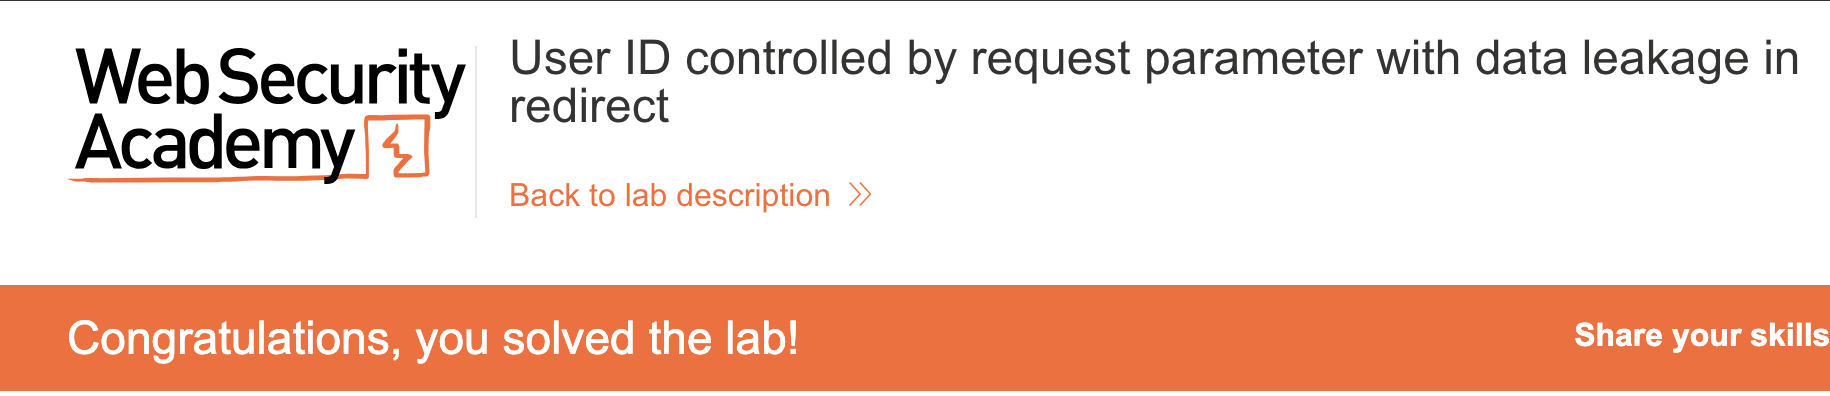 Web Security
Academy
User ID controlled by request parameter with data leakage in
redirect
Back to lab description
Congratulations, you solved the lab!
Share your skills